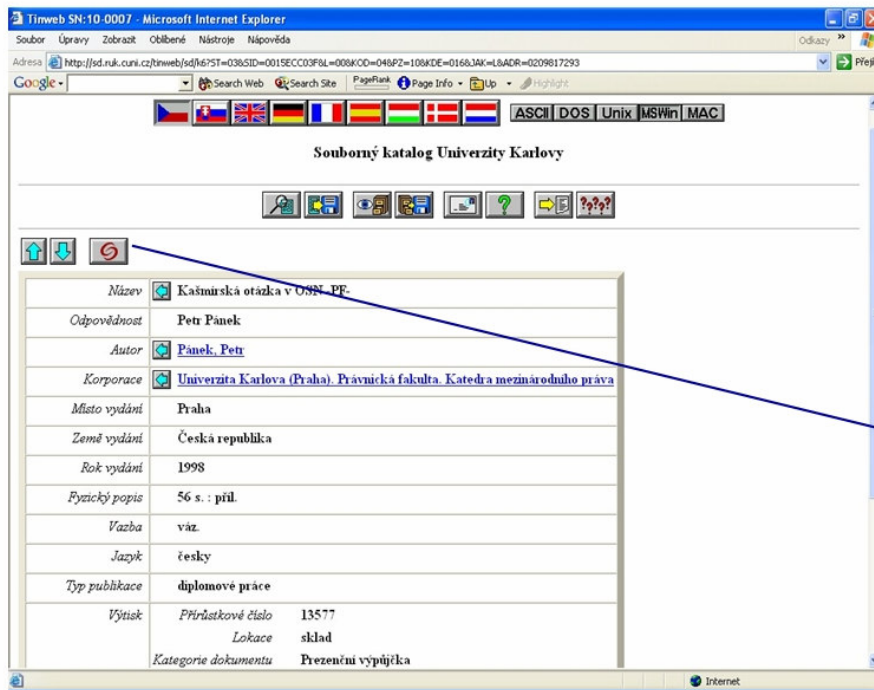 Tinweb SN:10-0007 - Microsoft Internet Explorer
Soubor Úpravy Zobrazit Oblíbené Nástroje Nápověda
Odkazy »
Adresa http://sd.ruk.cuni.cz/tinweb/sd/k6?ST=03&SID=0015ECC03F&L=00&KOD=04&PZ=10&KDE=016&JAK=L&ADR=0209817293
Přejí
Google Search Web Search Site PageRank Page Info Up Highlight
ASCII DOS Unix MSWin MAC
Souborný katalog Univerzity Karlovy
????
Název Kašmírská otázka v OSN -PF-
Odpovědnost Petr Pánek
Autor Pánek, Petr
Korporace Univerzita Karlova (Praha). Právnická fakulta. Katedra mezinárodního práva
Místo vydání Praha
Země vydání Česká republika
Rok vydání 1998
Fyzický popis 56 s. : příl.
Vazba váz.
Jazyk česky
Typ publikace diplomové práce
Výtisk Přírůstkové číslo 13577
Lokace sklad
Kategorie dokumentu Prezenční výpůjčka
Internet